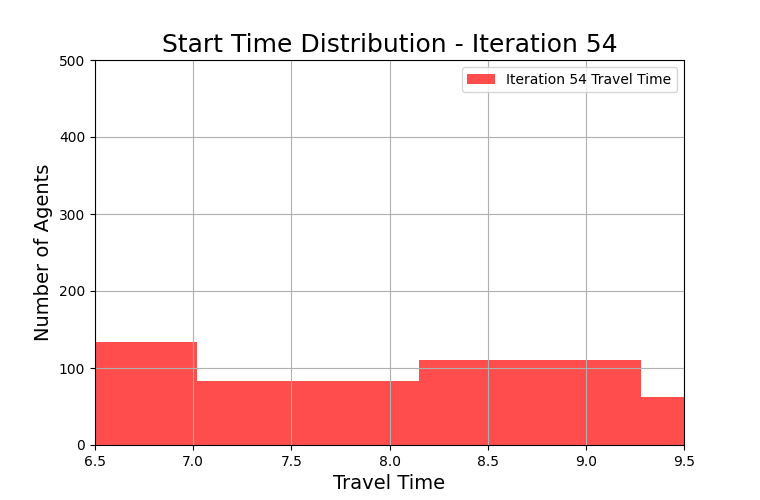 Start Time Distribution - Iteration 54
Iteration 54 Travel Time
Number of Agents
500
400
300
200
100
0
6.5 7.0 7.5 8.0 8.5 9.0 9.5
Travel Time